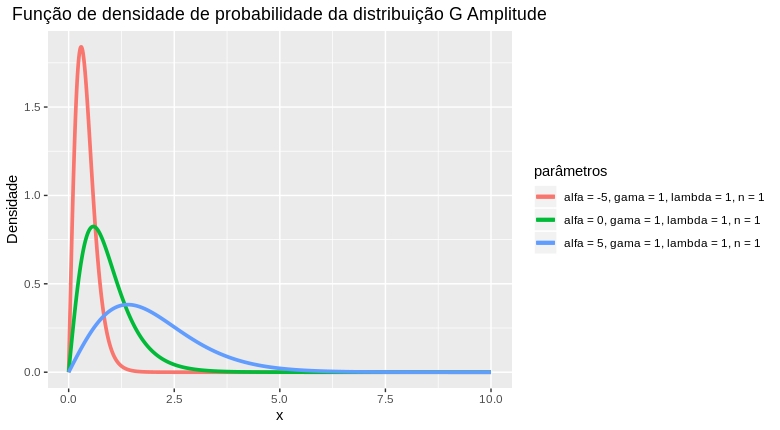 Função de densidade de probabilidade da distribuição G Amplitude
Densidade
1.5
1.0
0.5
0.0
0.0 2.5 5.0 7.5 10.0
x
parâmetros
alfa = -5, gama = 1, lambda = 1, n = 1
alfa = 0, gama = 1, lambda = 1, n = 1
alfa = 5, gama = 1, lambda = 1, n = 1